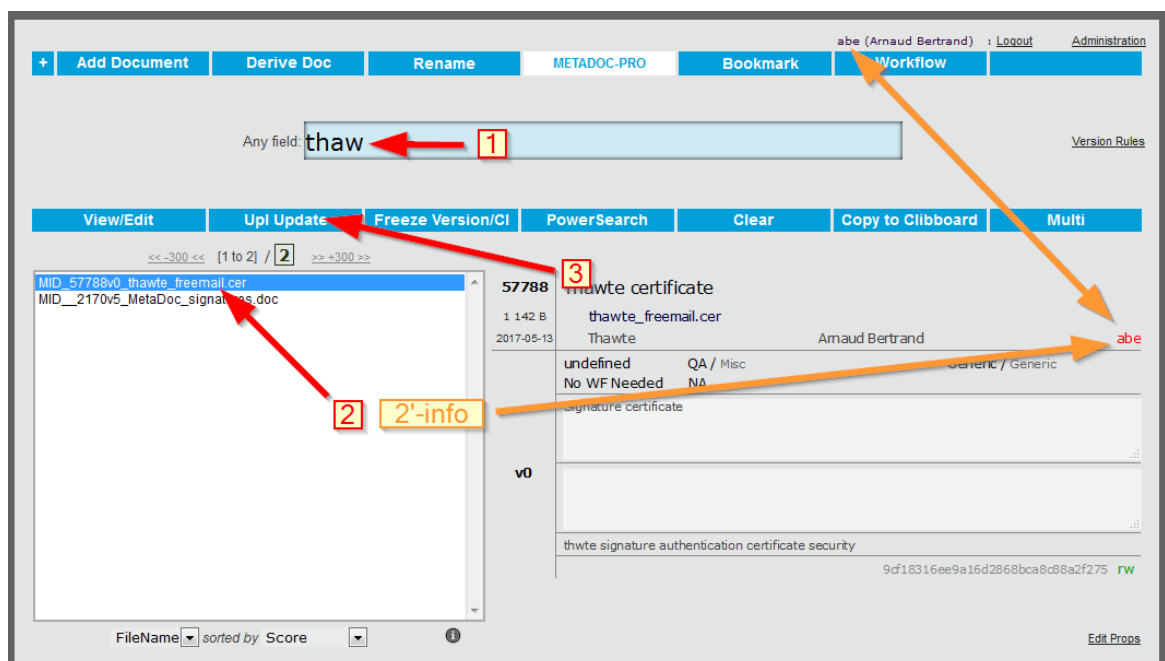 abe (Arnaud Bertrand) : Logout Administration
+ Add Document Derive Doc Rename METADOC-PRO Bookmark Workflow
Any field: thaw 1 Version Rules
View/Edit Upl Update Freeze Version/CI PowerSearch Clear Copy to Clibboard Multi
<< -300 << [1 to 2] / 2 >> +300 >>
MID_57788v0_thawte_freemail.cer
MID__2170v5_MetaDoc_signatures.doc
57788 Thawte certificat
3
1 142 B thawte_freemail.cer
2017-05-13 Thawte Arnaud Bertrand abe
undefined QA / Misc Generic / Generic
No WF Needed NA
2 2'-info Signature certificate
v0
thwte signature authentication certificate security
9cf18316ee9a16d2868bca8c88a2f275 rw
FileName sorted by Score Edit Props